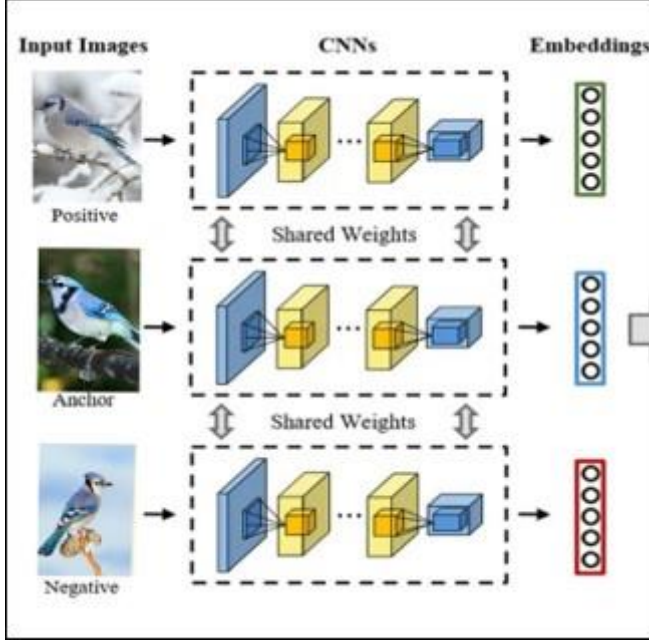 Input Images
CNNs
Embeddings
Positive
Shared Weights
Anchor
Shared Weights
Negative